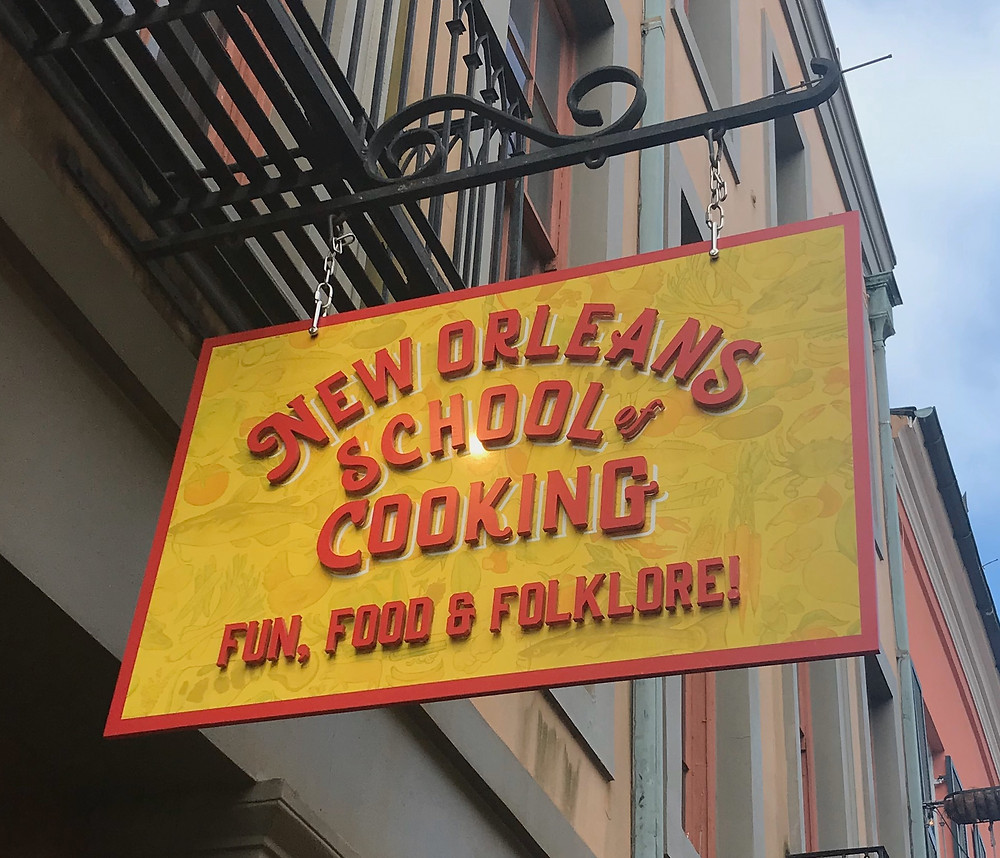 NEW ORLEANS
SCHOOL of
COOKING
FUN, FOOD & FOLKLORE!